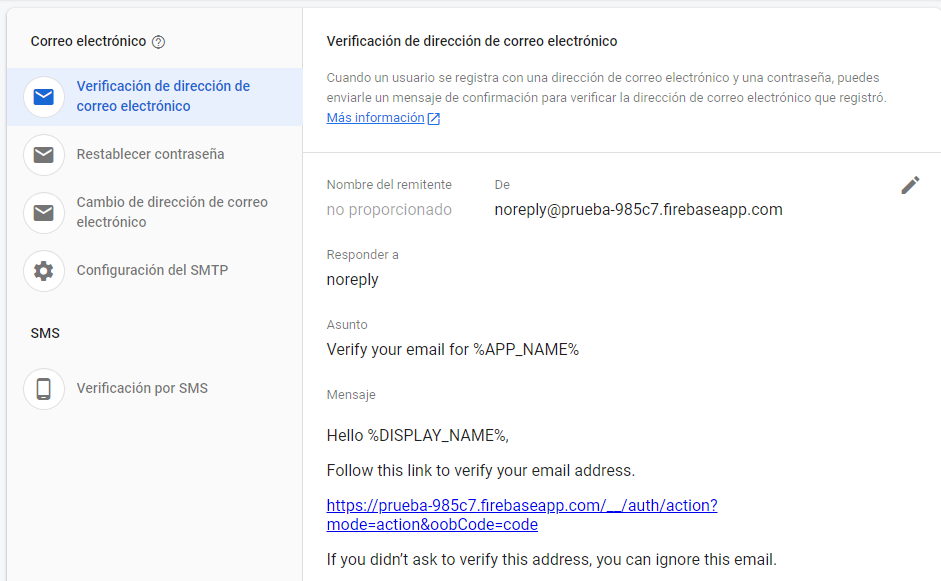 Correo electrónico
Verificación de dirección de
correo electrónico
Restablecer contraseña
Cambio de dirección de correo
electrónico
Configuración del SMTP
SMS
Verificación por SMS
Verificación de dirección de correo electrónico
Cuando un usuario se registra con una dirección de correo electrónico y una contraseña, puedes
enviarle un mensaje de confirmación para verificar la dirección de correo electrónico que registró.
Más información
Nombre del remitente
no proporcionado
De
noreply@prueba-985c7.firebaseapp.com
Responder a
noreply
Asunto
Verify your email for %APP_NAME%
Mensaje
Hello %DISPLAY_NAME%,
Follow this link to verify your email address.
https://prueba-985c7.firebaseapp.com/__/auth/action?
mode=action&oobCode=code
If you didn’t ask to verify this address, you can ignore this email.